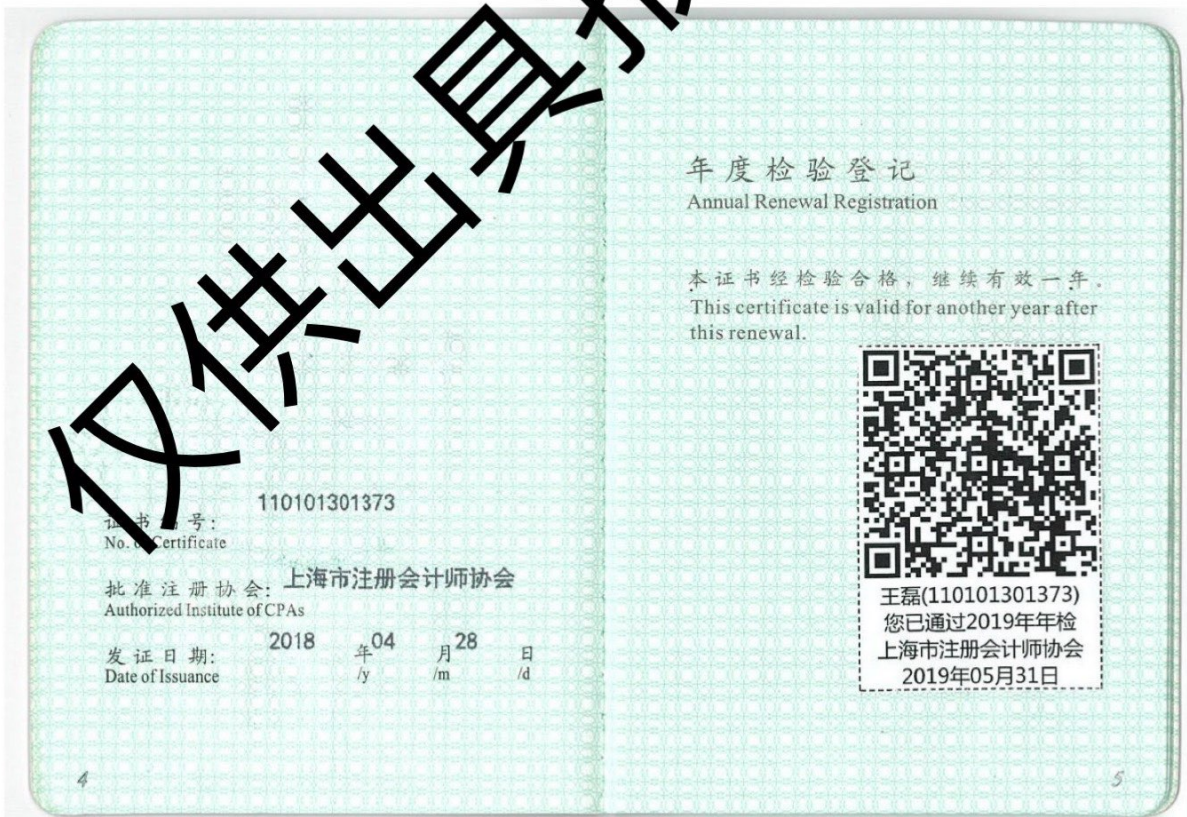 仅供出具
110101301373
证书编号:
No. of Certificate
批准注册协会:
上海市注册会计师协会
Authorized Institute of CPAs
发证日期:
2018 年 04 月 28 日
Date of Issuance /y /m /d
4
年度检验登记
Annual Renewal Registration
本证书经检验合格，继续有效一年。
This certificate is valid for another year after
this renewal.
王磊(110101301373)
您已通过2019年年检
上海市注册会计师协会
2019年05月31日
5